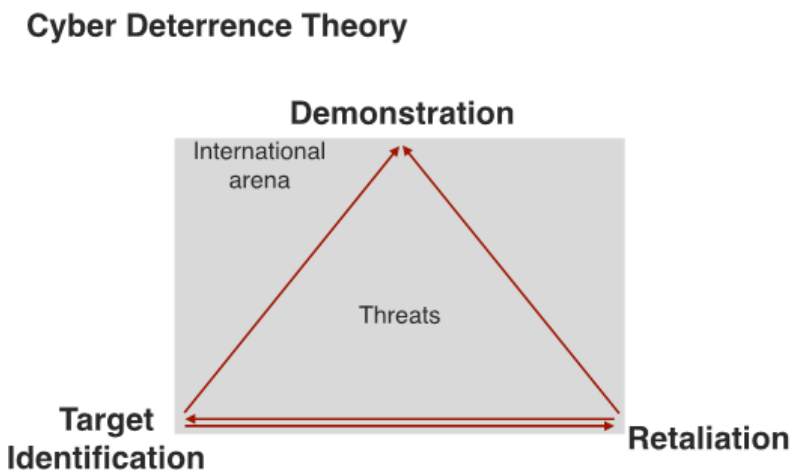 Cyber Deterrence Theory
Demonstration
International
arena
Threats
Target
Identification
Retaliation